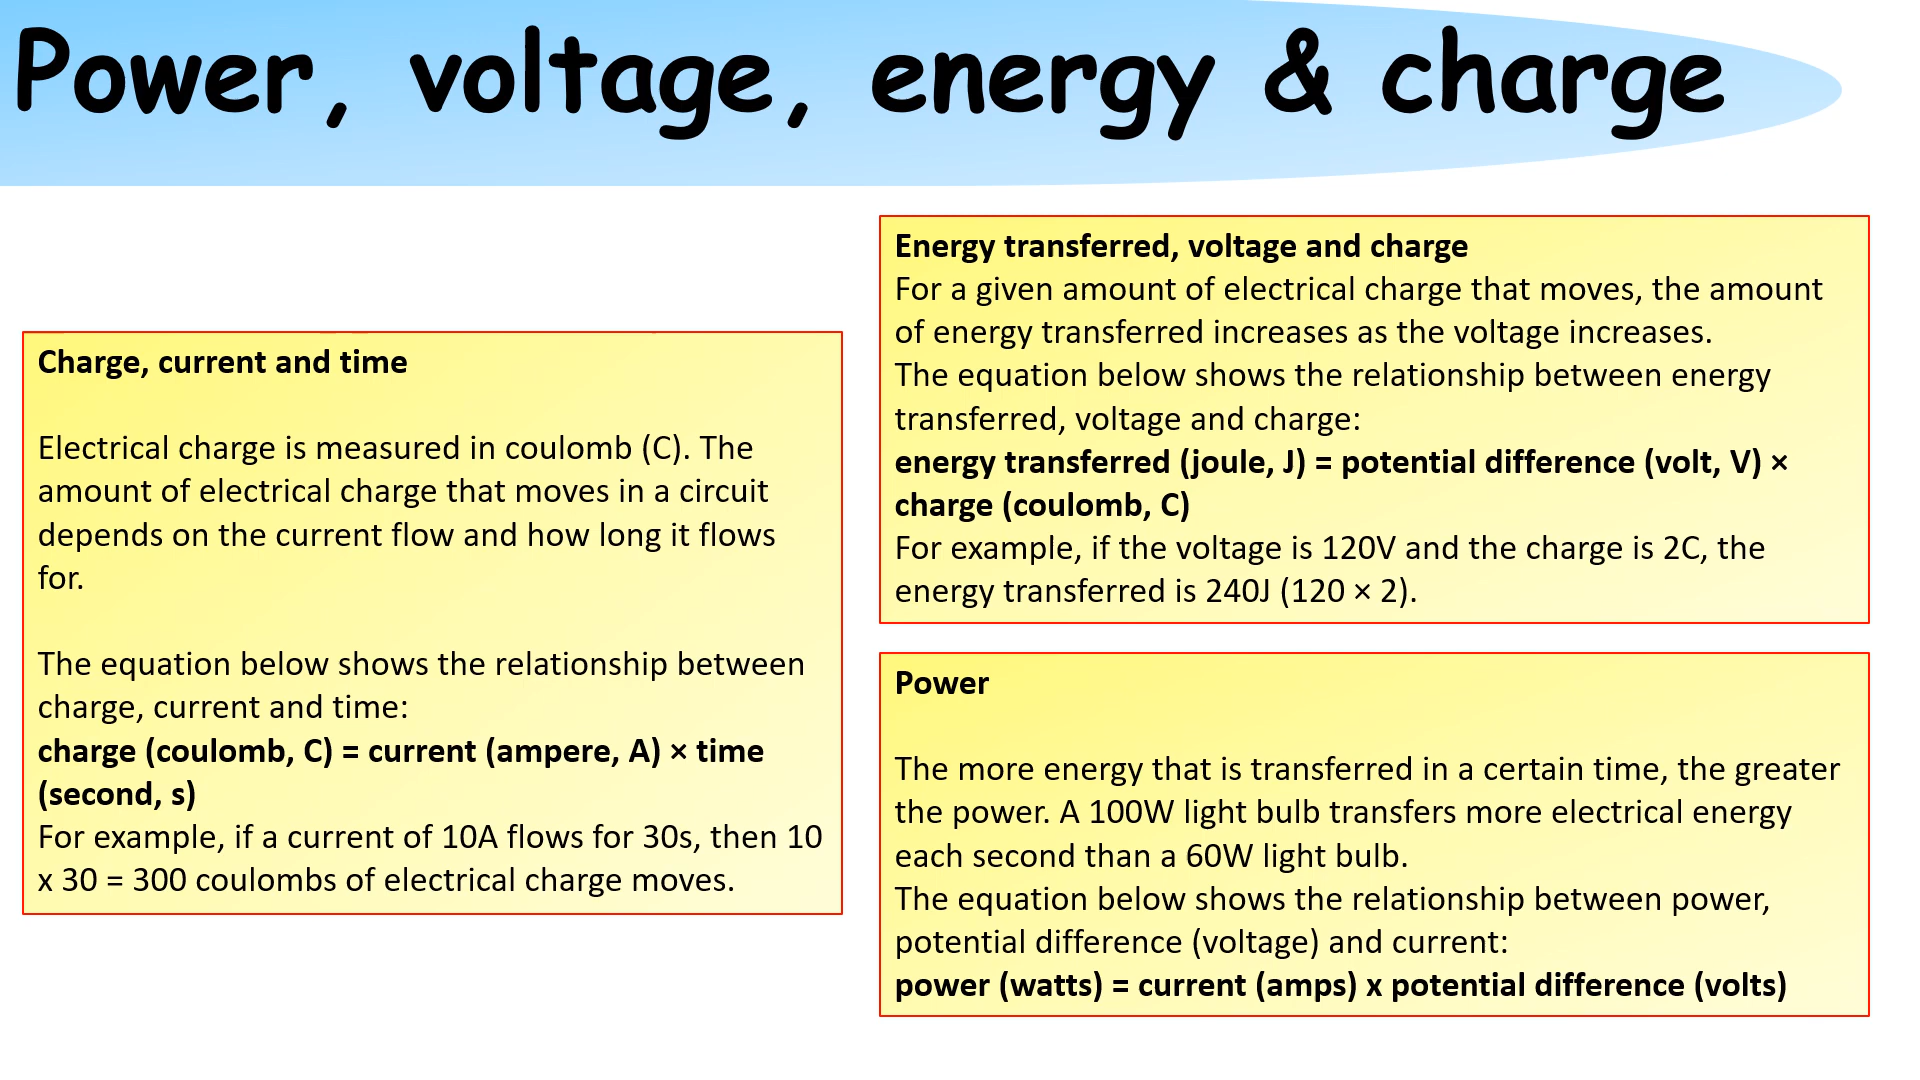 Power, voltage, energy & charge
Charge, current and time
Electrical charge is measured in coulomb (C). The
amount of electrical charge that moves in a circuit
depends on the current flow and how long it flows
for.
The equation below shows the relationship between
charge, current and time:
charge (coulomb, C) = current (ampere, A) × time
(second, s)
For example, if a current of 10A flows for 30s, then 10
x 30 = 300 coulombs of electrical charge moves.
Energy transferred, voltage and charge
For a given amount of electrical charge that moves, the amount
of energy transferred increases as the voltage increases.
The equation below shows the relationship between energy
transferred, voltage and charge:
energy transferred (joule, J) = potential difference (volt, V) ×
charge (coulomb, C)
For example, if the voltage is 120V and the charge is 2C, the
energy transferred is 240J (120 × 2).
Power
The more energy that is transferred in a certain time, the greater
the power. A 100W light bulb transfers more electrical energy
each second than a 60W light bulb.
The equation below shows the relationship between power,
potential difference (voltage) and current:
power (watts) = current (amps) x potential difference (volts)